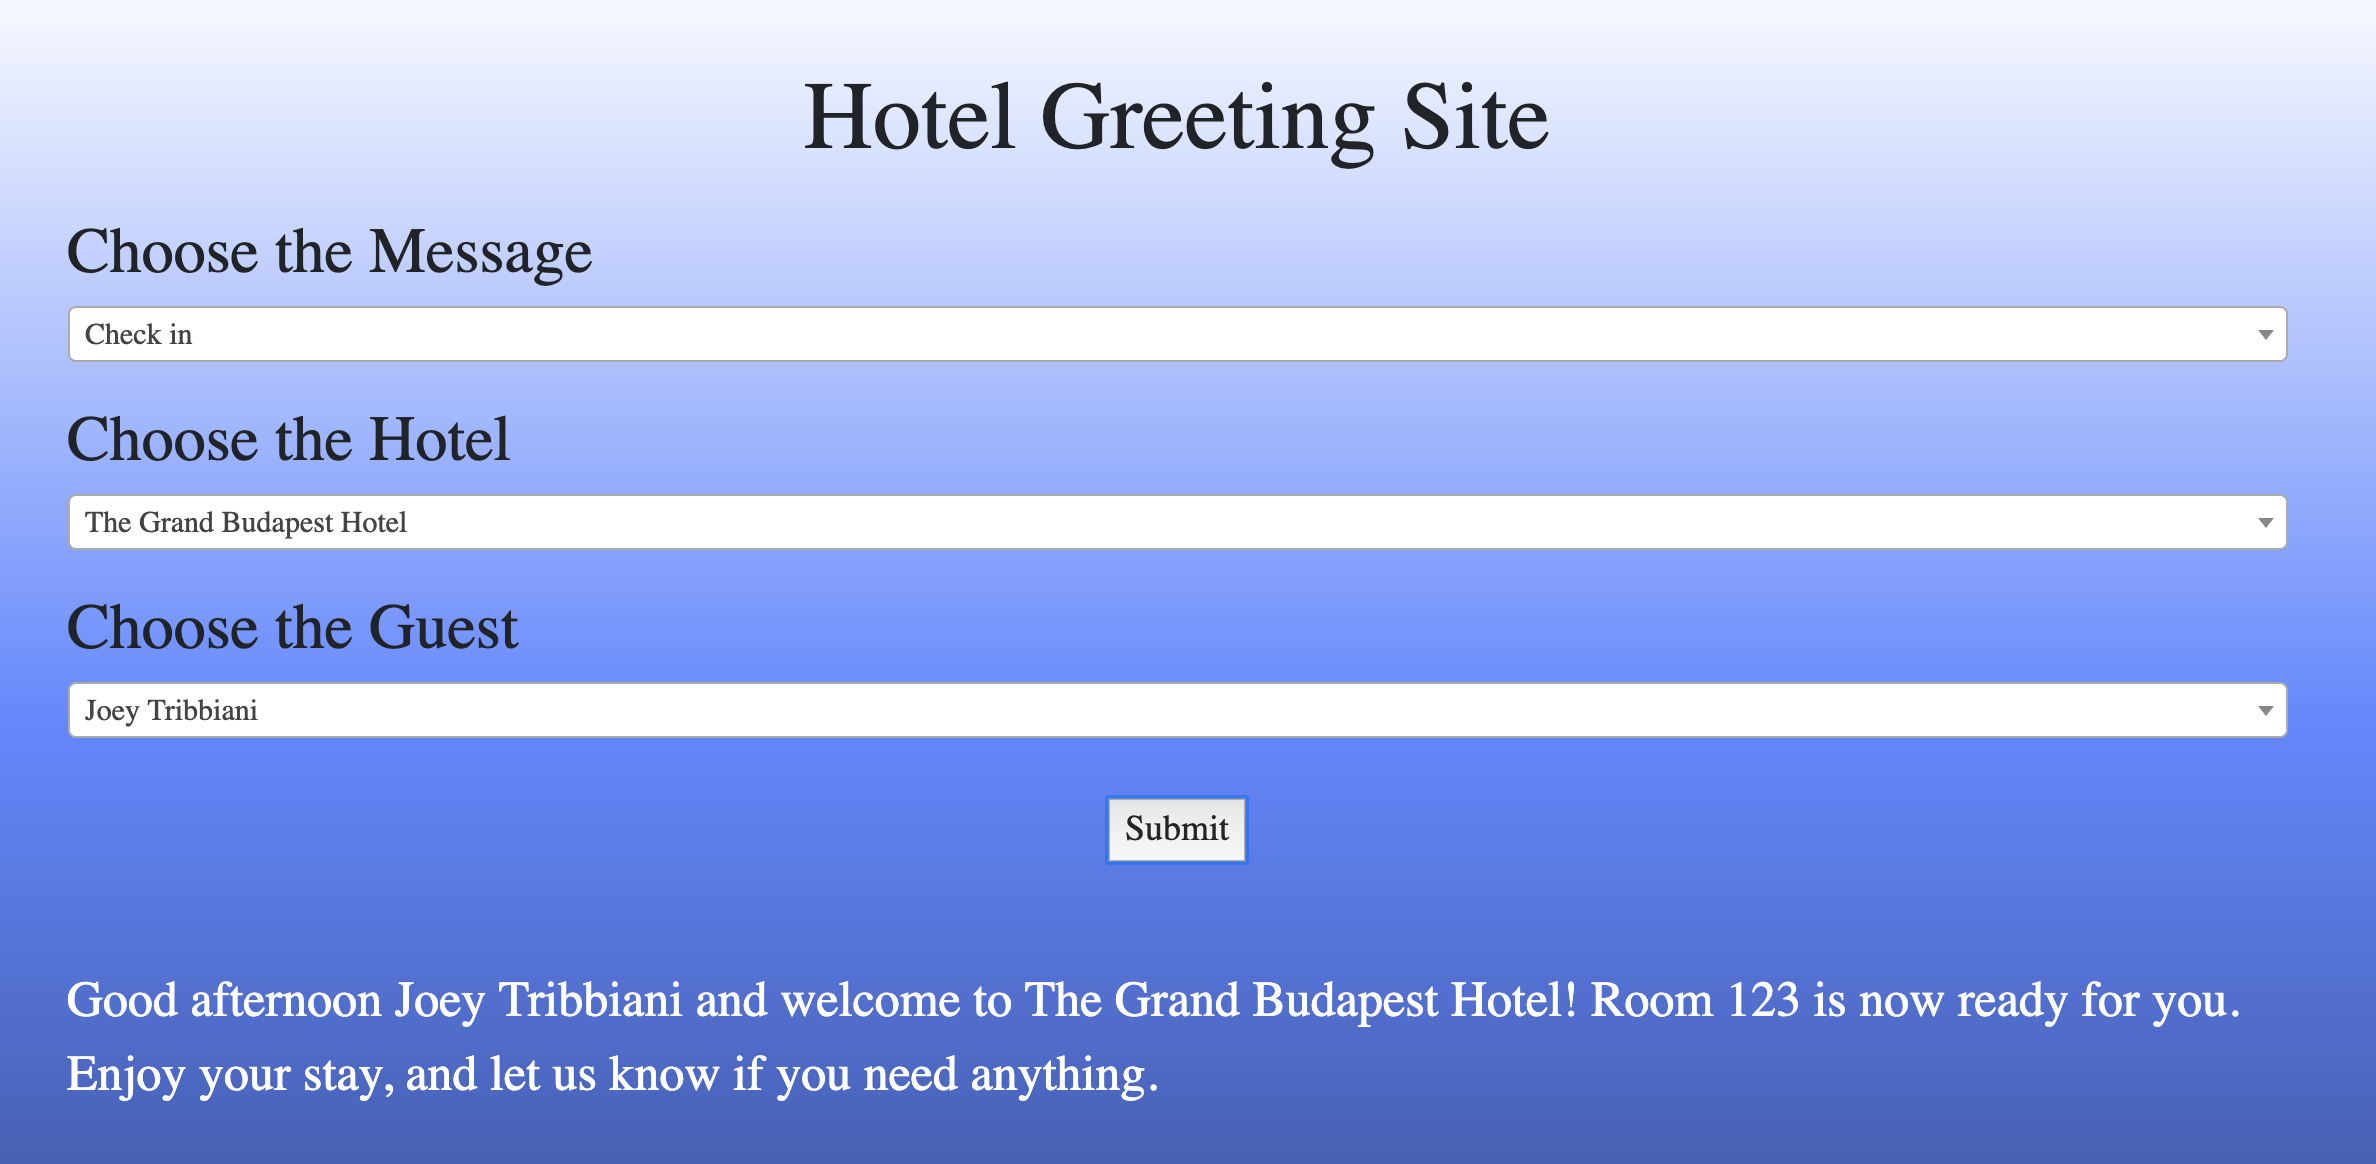 Hotel Greeting Site
Choose the Message
Check in
Choose the Hotel
The Grand Budapest Hotel
Choose the Guest
Joey Tribbiani
Submit
Good afternoon Joey Tribbiani and welcome to The Grand Budapest Hotel! Room 123 is now ready for you.
Enjoy your stay, and let us know if you need anything.